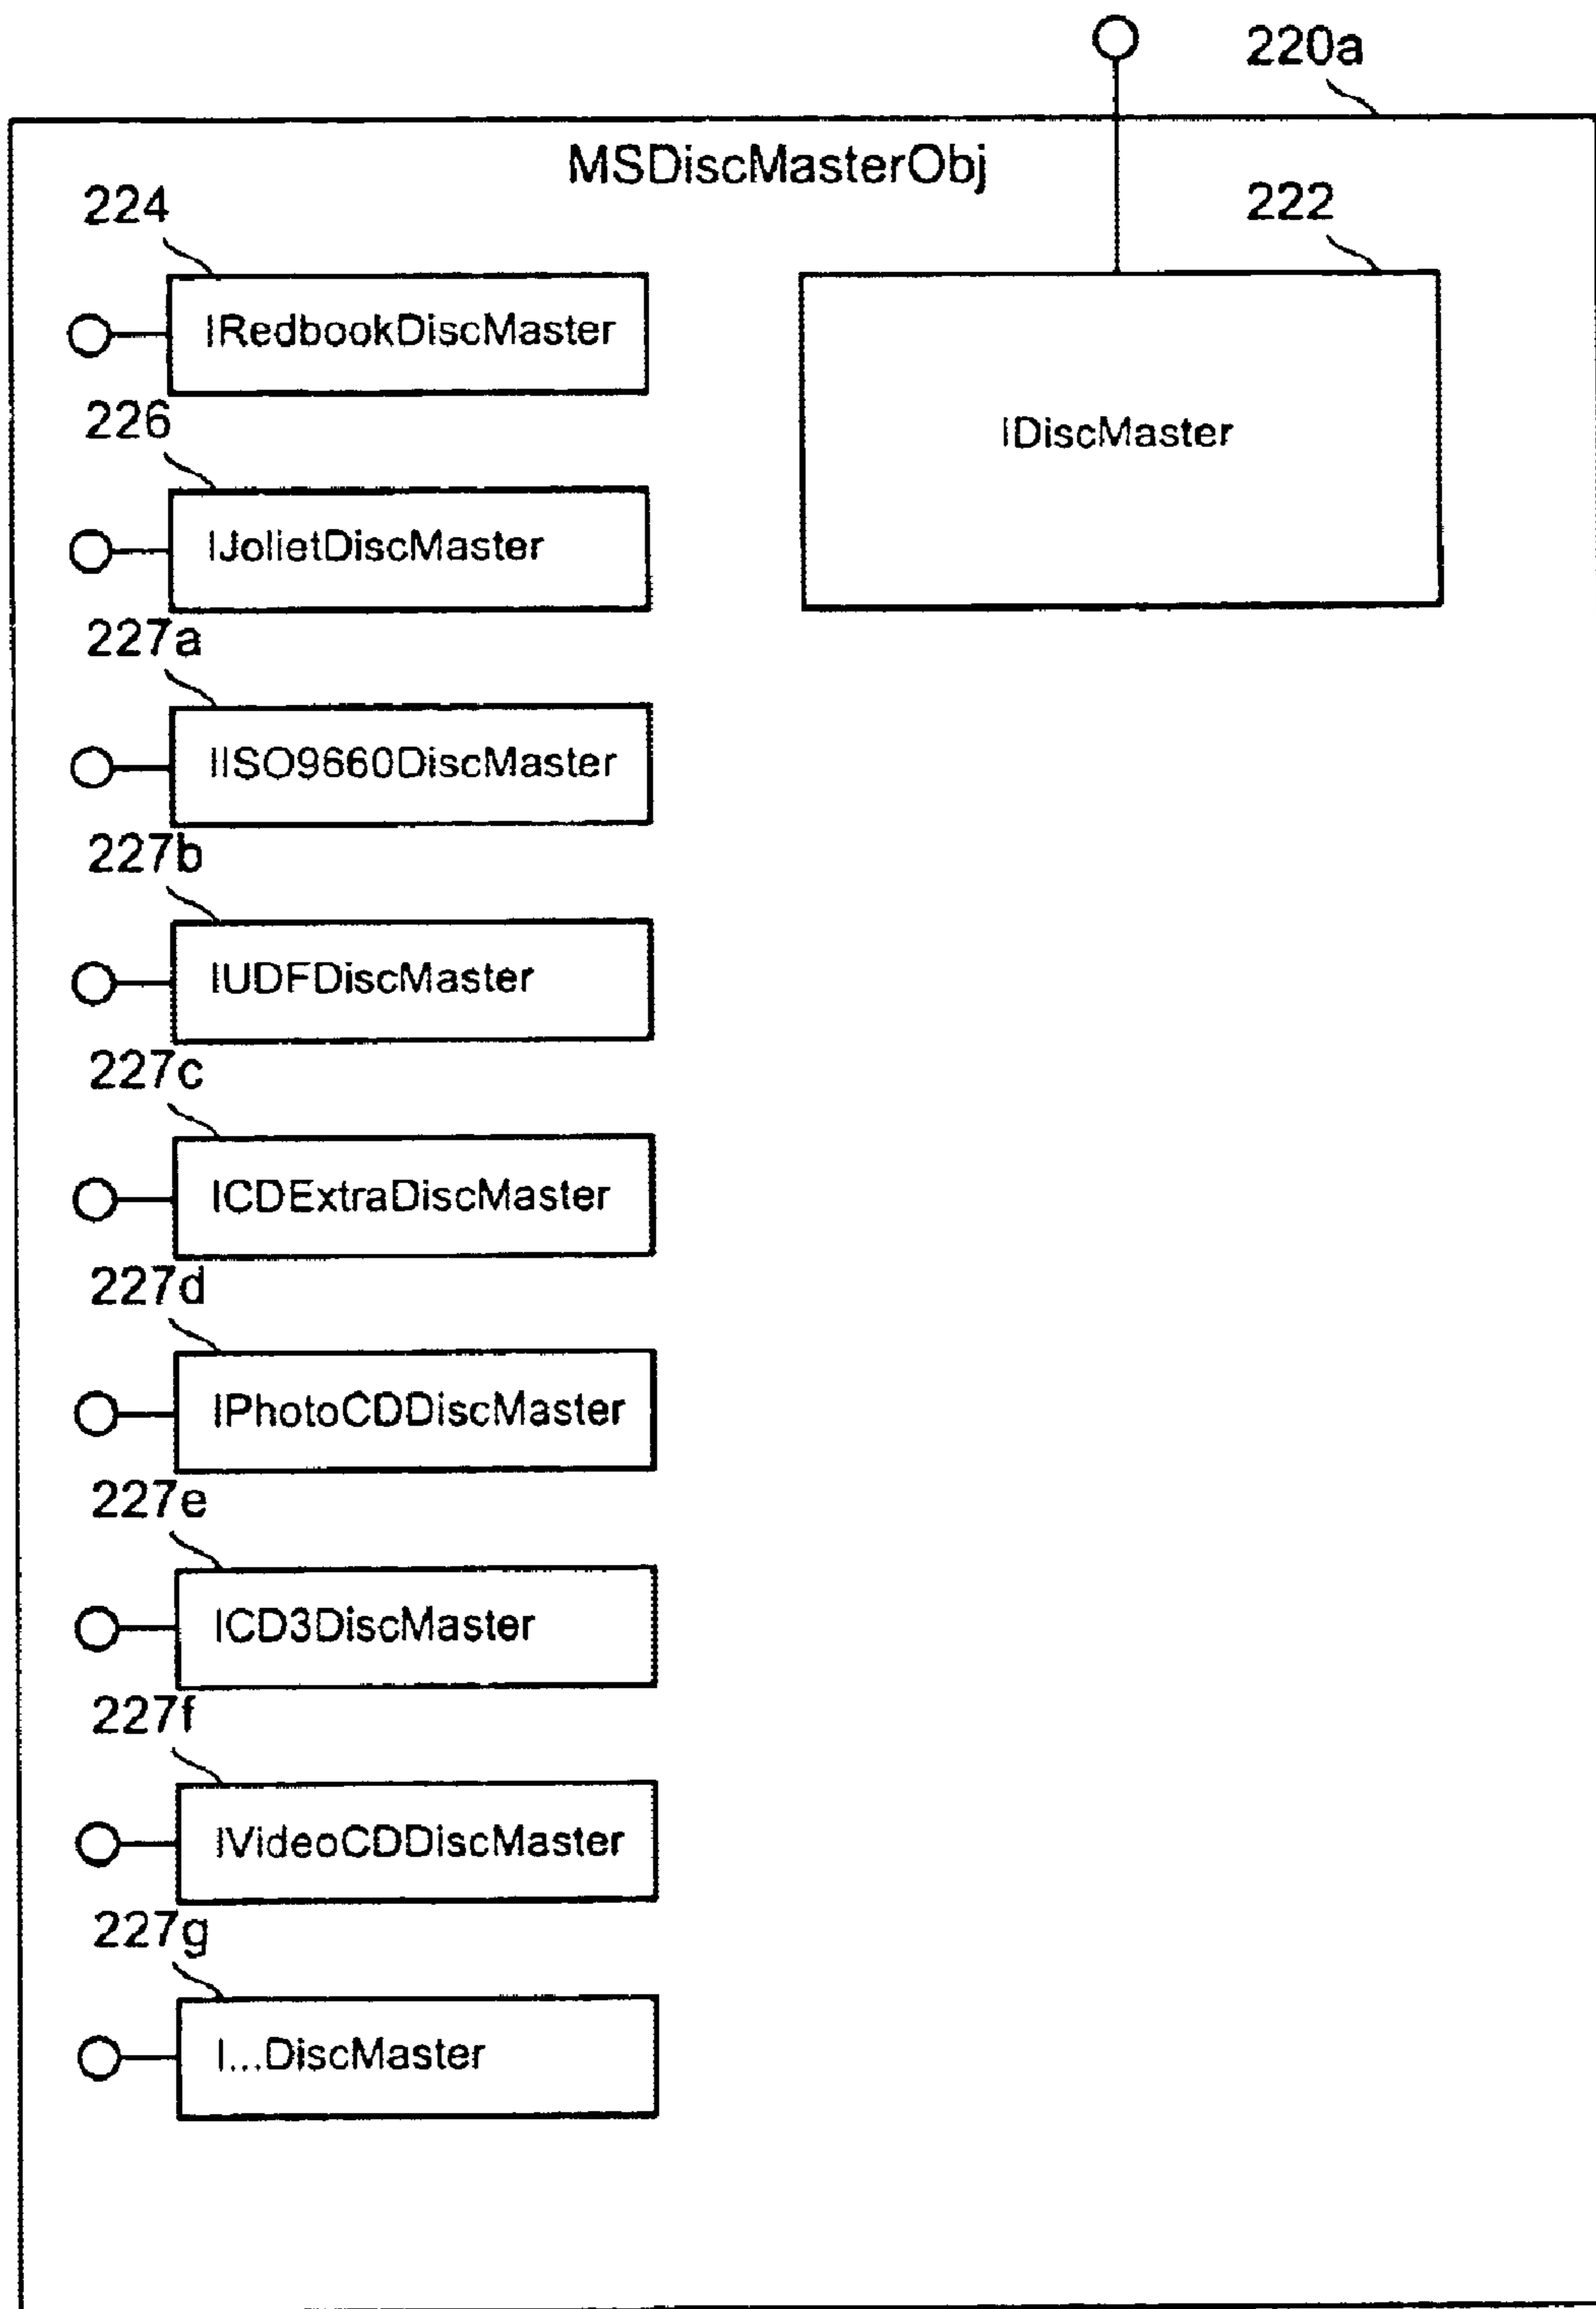 220a
MSDiscMasterObj
224
222
IRedbookDiscMaster
IDiscMaster
226
IJolietDiscMaster
227a
IISO9660DiscMaster
227b
IUDFDiscMaster
227c
ICDExtraDiscMaster
227d
IPhotoCDDiscMaster
227e
ICD3DiscMaster
227f
IVideoCDDiscMaster
227g
I...DiscMaster